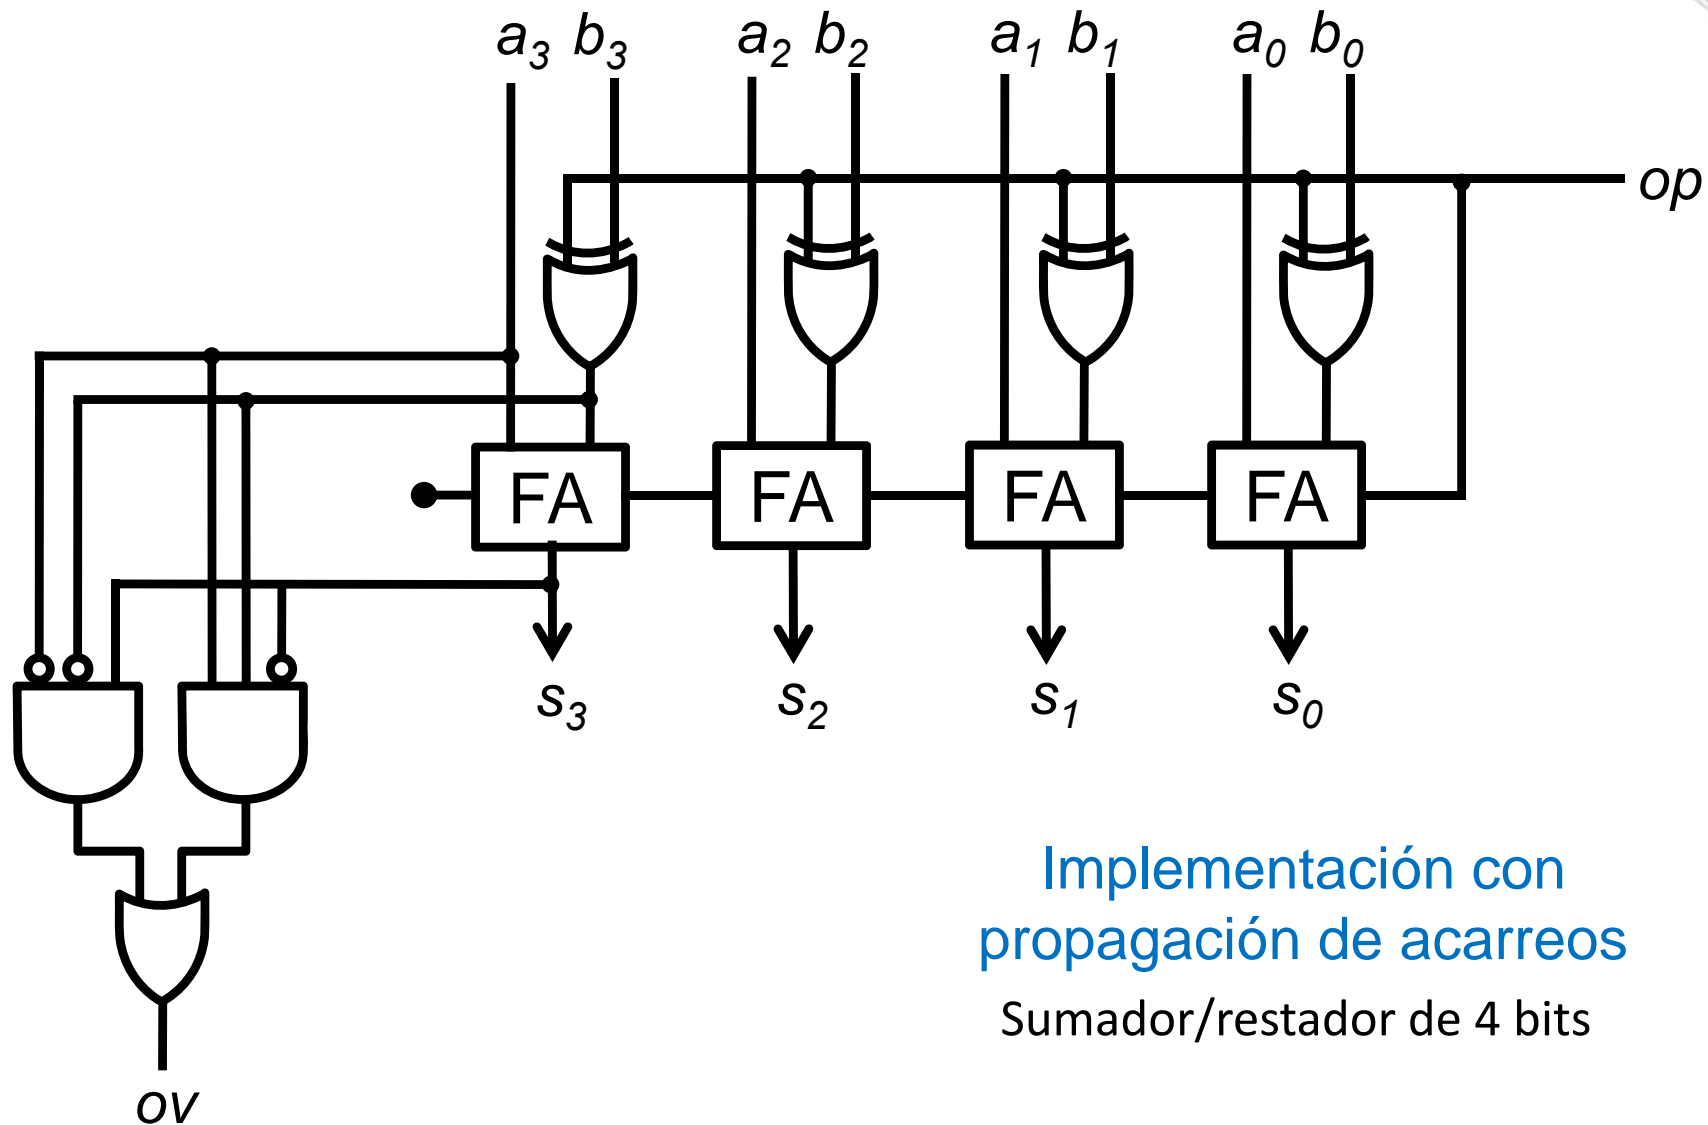 a3 b3 a2 b2 a1 b1 a0 b0
op
FA FA FA FA
s3 s2 s1 s0
Implementación con
propagación de acarreos
Sumador/restador de 4 bits
ov